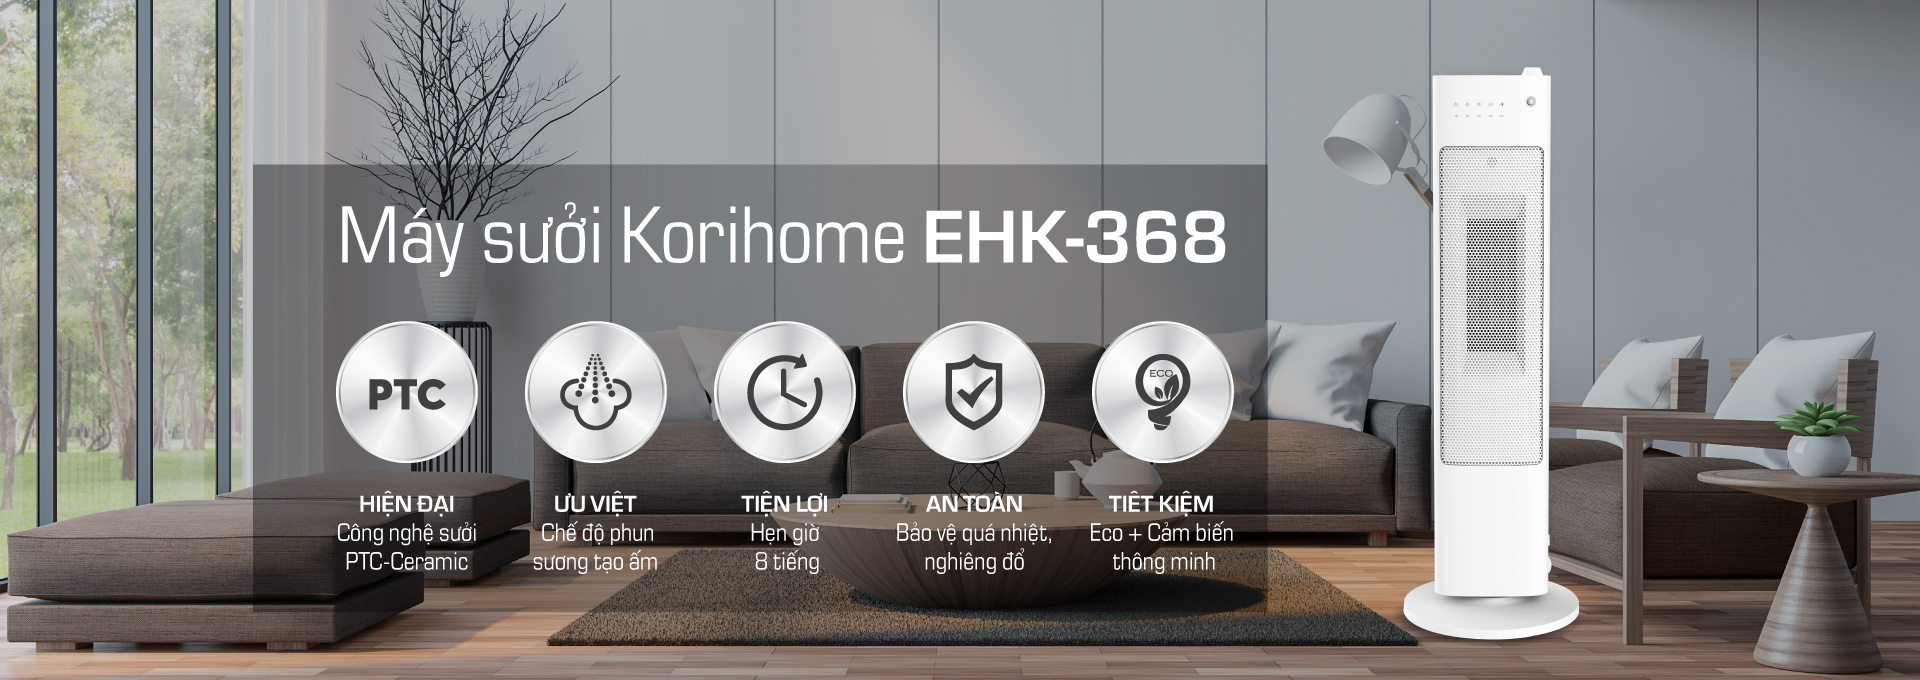 Máy sưởi Korihome EHK-368
PTC
ECO
HIỆN ĐẠI
Công nghệ sưởi
PTC-Ceramic
ƯU VIỆT
Chế độ phun
sương tạo ấm
TIỆN LỢI
Hẹn giờ
8 tiếng
AN TOÀN
Bảo vệ quá nhiệt,
nghiêng đổ
TIẾT KIỆM
Eco + Cảm biến
thông minh